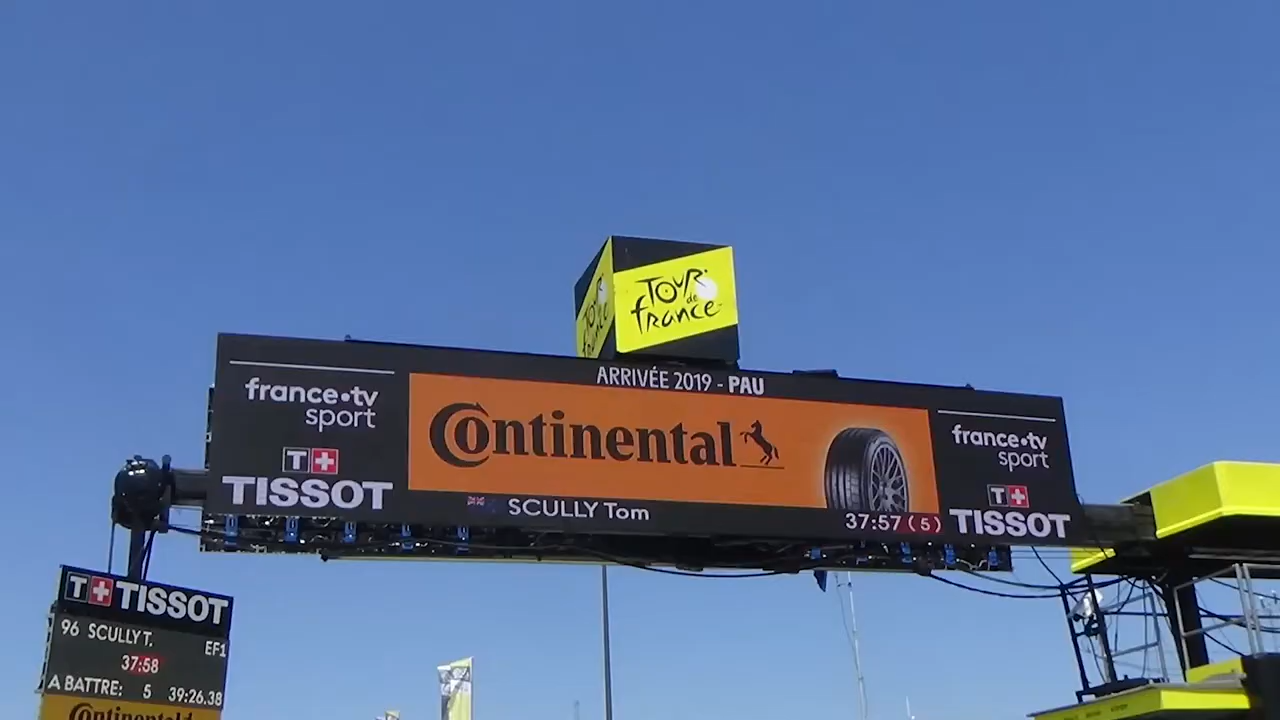 TOUR
de
france
TOUR
france
ARRIVÉE 2019 - PAU
france•tv
sport
T+
TISSOT
Continental
SCULLY Tom
37:57 (5)
france•tv
sport
T+
TISSOT
T+ TISSOT
96 SCULLY T. EF1
37:58
A BATTRE: 5 39:26.38
Continental